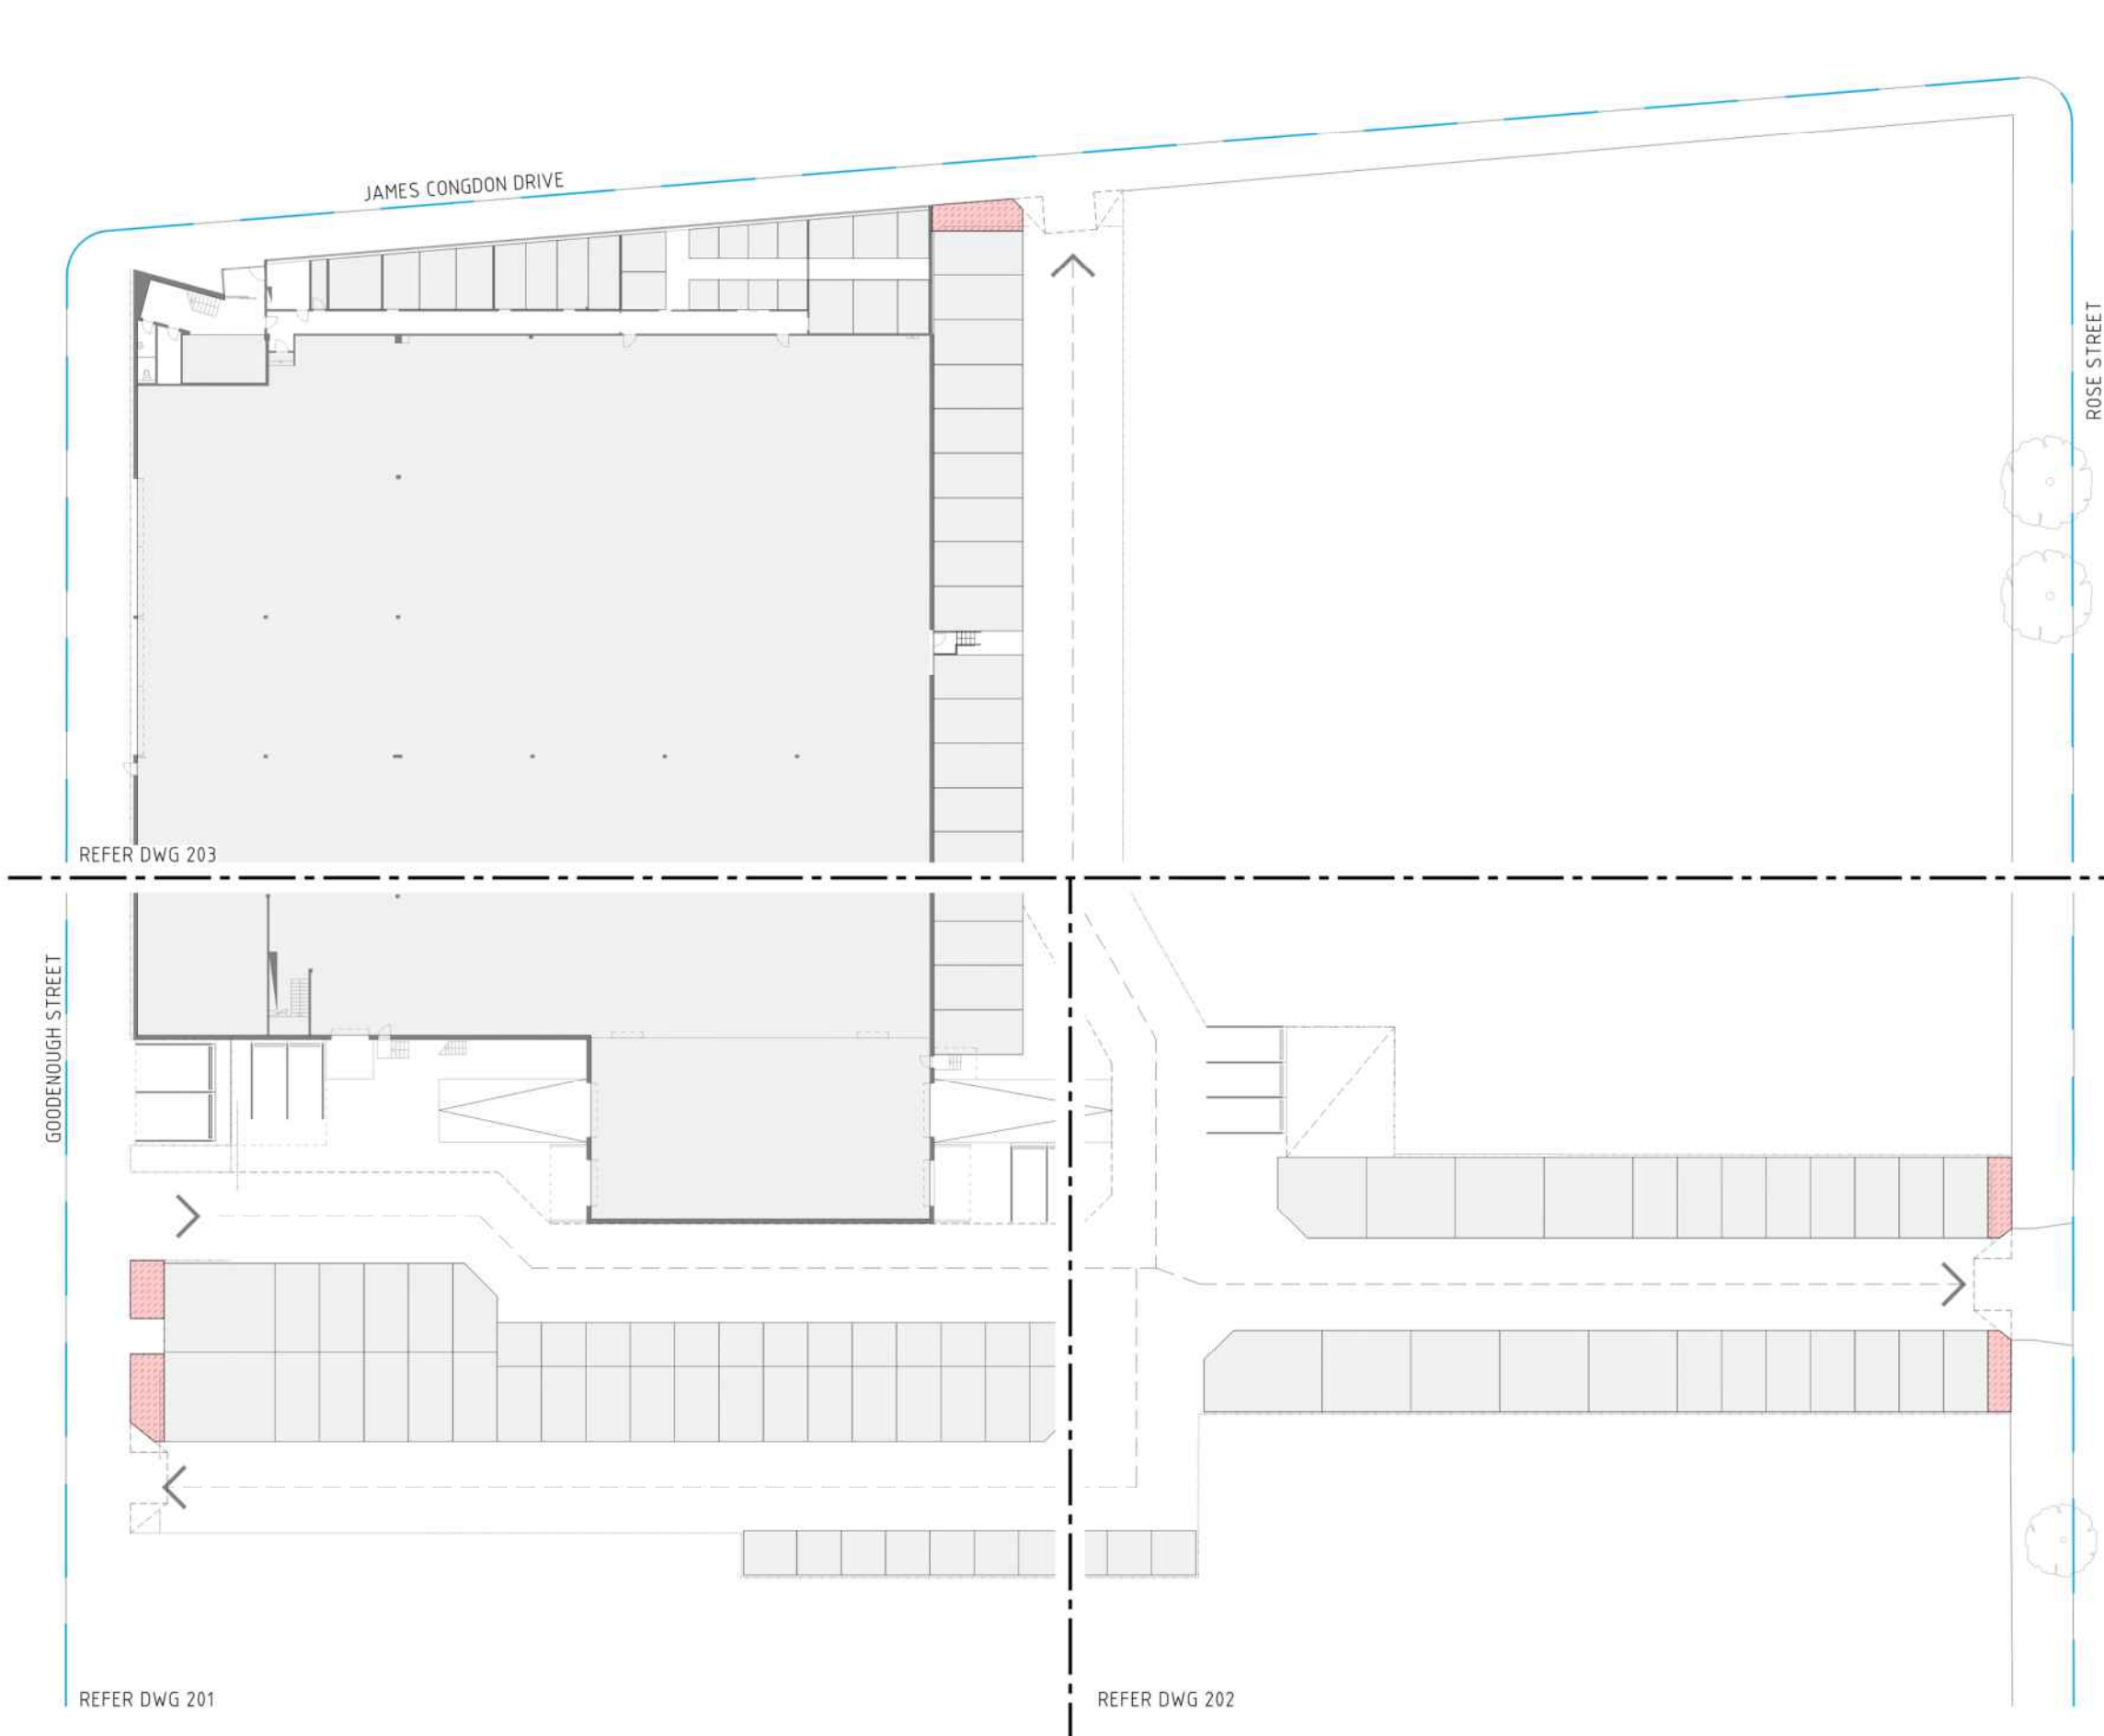 JAMES CONGDON DRIVE
ROSE STREET
REFER DWG 203
GOODENOUGH STREET
REFER DWG 201
REFER DWG 202